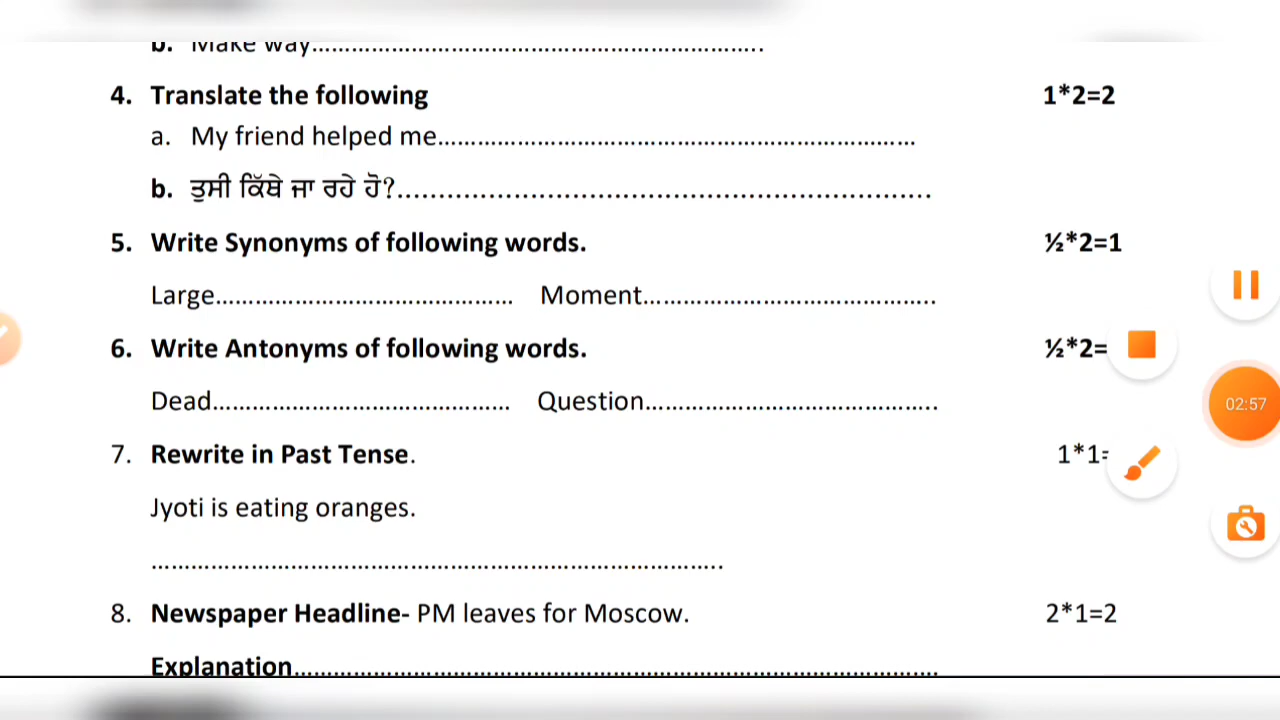 b. Make way..............................................................
4. Translate the following 1*2=2
a. My friend helped me.................................................................
b. ਤੁਸੀ ਕਿੱਥੇ ਜਾ ਰਹੇ ਹੋ?.................................................................
5. Write Synonyms of following words. ½*2=1
Large......................................... Moment.........................................
6. Write Antonyms of following words. ½*2=
Dead......................................... Question.........................................
02:57
7. Rewrite in Past Tense. 1*1=
Jyoti is eating oranges.
.....................................................................................
8. Newspaper Headline- PM leaves for Moscow. 2*1=2
Explanation.................................................................................